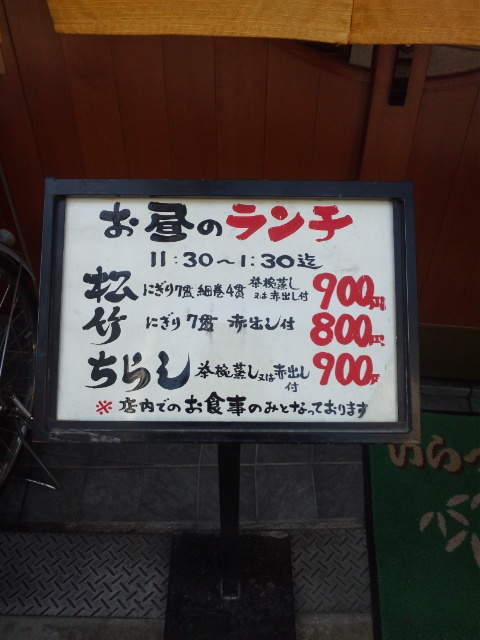 お昼のランチ
11:30〜1:30迄
松 にぎり7貫 細巻4貫 茶碗蒸し又は赤出し付 900円
竹 にぎり7貫 赤出し付 800円
ちらし 茶碗蒸し又は赤出し付 900円
※店内でのお食事のみとなっております
いらっ